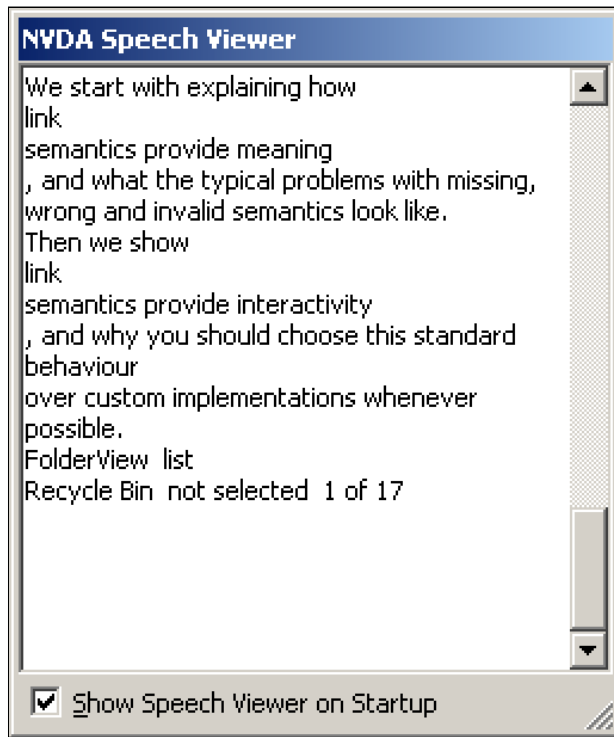 NVDA Speech Viewer
We start with explaining how
link
semantics provide meaning
, and what the typical problems with missing,
wrong and invalid semantics look like.
Then we show
link
semantics provide interactivity
, and why you should choose this standard
behaviour
over custom implementations whenever
possible.
FolderView  list
Recycle Bin  not selected  1 of 17
Show Speech Viewer on Startup